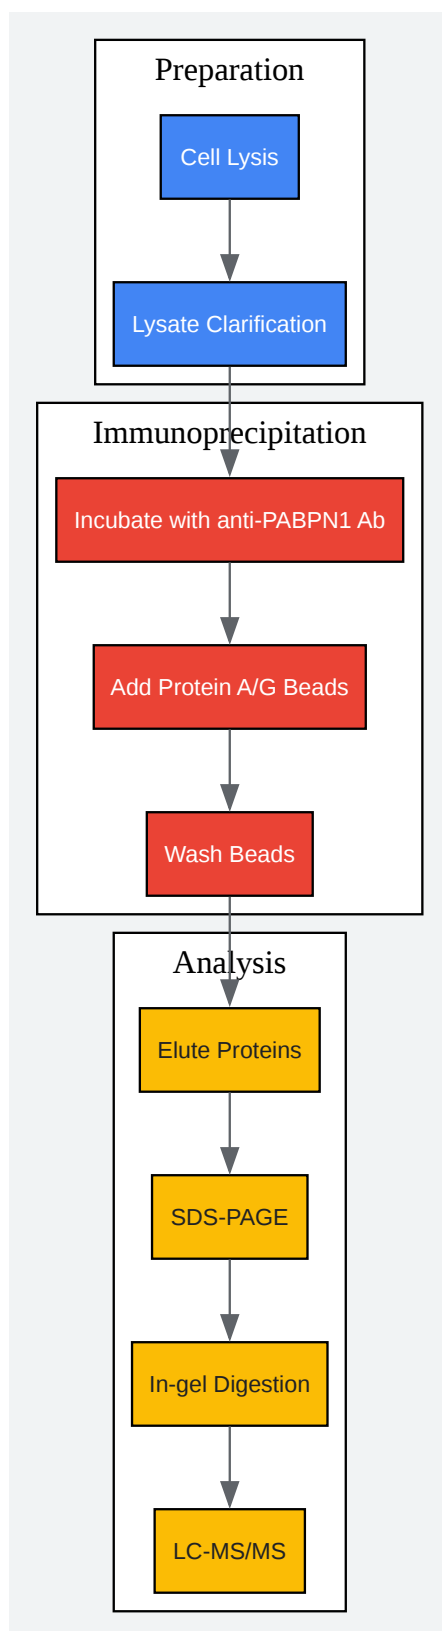 Preparation
Cell Lysis
Lysate Clarification
Immunoprecipitation
Incubate with anti-PABPN1 Ab
Add Protein A/G Beads
Wash Beads
Analysis
Elute Proteins
SDS-PAGE
In-gel Digestion
LC-MS/MS